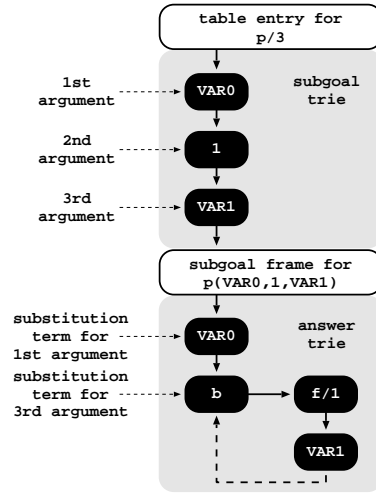 table entry for
p/3
1st
argument
VAR0
subgoal
trie
2nd
argument
1
3rd
argument
VAR1
subgoal frame for
p(VAR0,1,VAR1)
substitution
term for
1st argument
VAR0
answer
trie
substitution
term for
3rd argument
b
f/1
VAR1